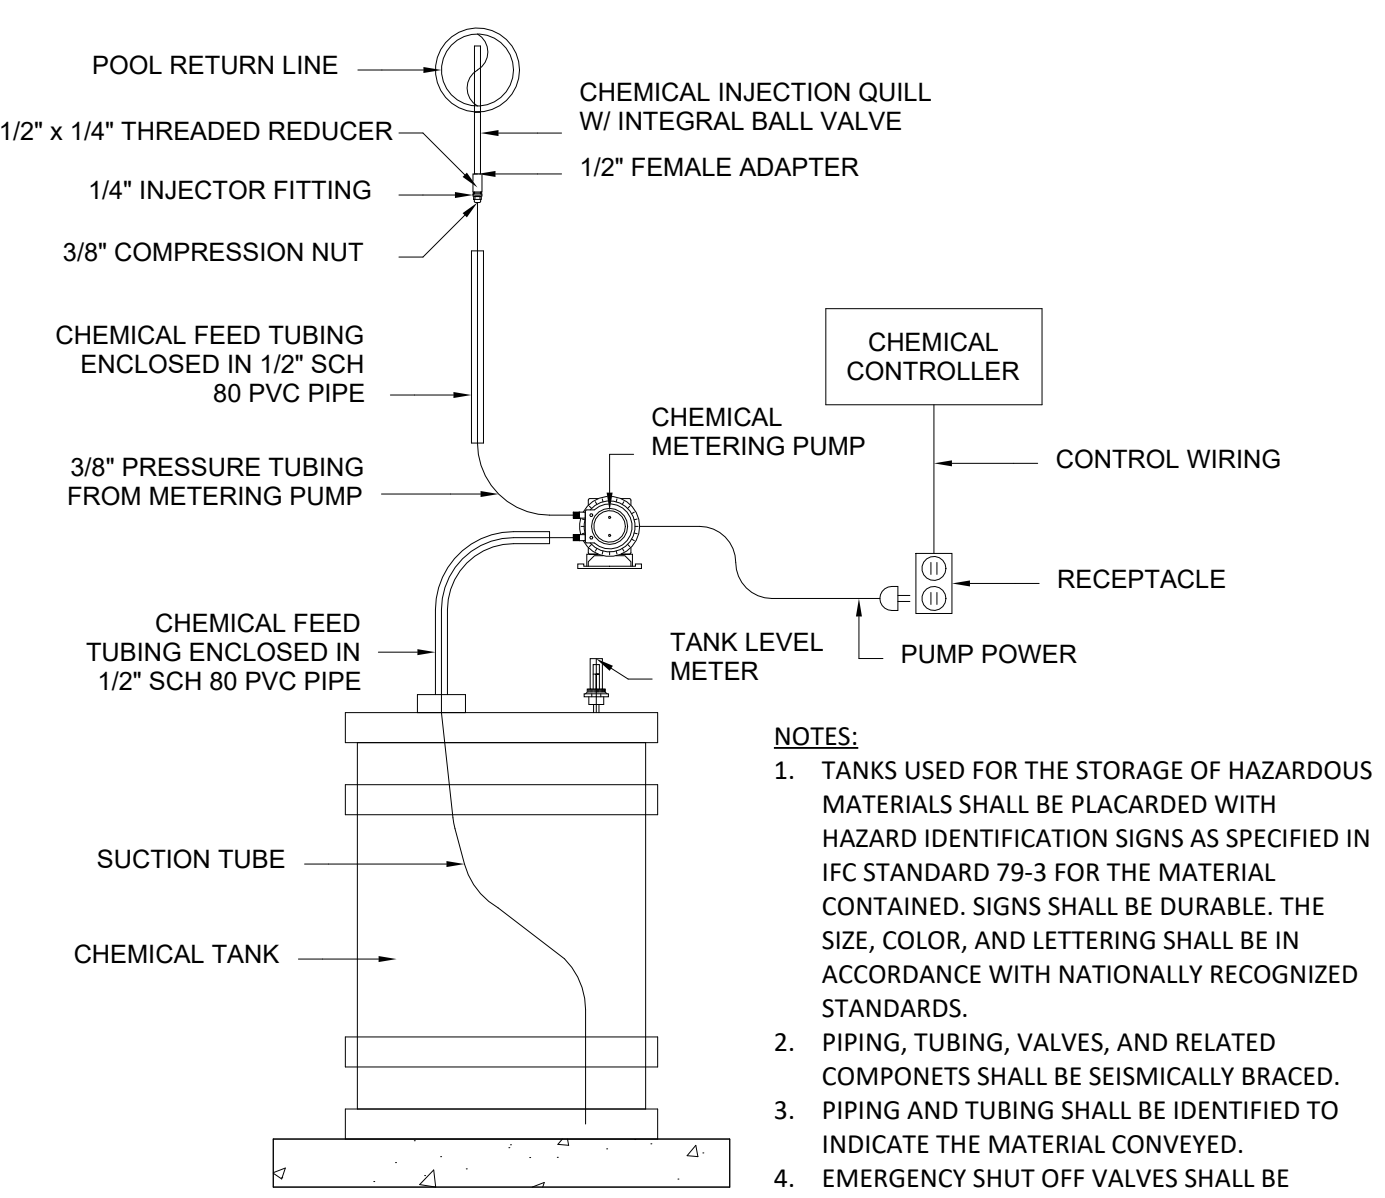 POOL RETURN LINE
CHEMICAL INJECTION QUILL
W/ INTEGRAL BALL VALVE
1/2" x 1/4" THREADED REDUCER
1/2" FEMALE ADAPTER
1/4" INJECTOR FITTING
3/8" COMPRESSION NUT
CHEMICAL FEED TUBING
ENCLOSED IN 1/2" SCH
80 PVC PIPE
CHEMICAL
CONTROLLER
CHEMICAL
METERING PUMP
3/8" PRESSURE TUBING
FROM METERING PUMP
CONTROL WIRING
RECEPTACLE
CHEMICAL FEED
TUBING ENCLOSED IN
1/2" SCH 80 PVC PIPE
TANK LEVEL
METER
PUMP POWER
SUCTION TUBE
CHEMICAL TANK
NOTES:
1. TANKS USED FOR THE STORAGE OF HAZARDOUS
MATERIALS SHALL BE PLACARDED WITH
HAZARD IDENTIFICATION SIGNS AS SPECIFIED IN
IFC STANDARD 79-3 FOR THE MATERIAL
CONTAINED. SIGNS SHALL BE DURABLE. THE
SIZE, COLOR, AND LETTERING SHALL BE IN
ACCORDANCE WITH NATIONALLY RECOGNIZED
STANDARDS.
2. PIPING, TUBING, VALVES, AND RELATED
COMPONETS SHALL BE SEISMICALLY BRACED.
3. PIPING AND TUBING SHALL BE IDENTIFIED TO
INDICATE THE MATERIAL CONVEYED.
4. EMERGENCY SHUT OFF VALVES SHALL BE